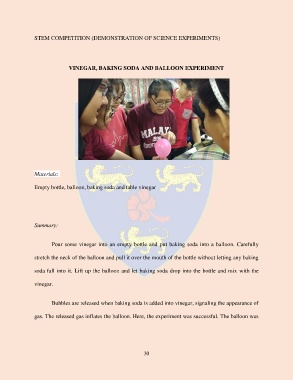 STEM COMPETITION (DEMONSTRATION OF SCIENCE EXPERIMENTS)
VINEGAR, BAKING SODA AND BALLOON EXPERIMENT
MALAY
Materials:
Empty bottle, balloon, baking soda and table vinegar
Summary:
Pour some vinegar into an empty bottle and put baking soda into a balloon. Carefully
stretch the neck of the balloon and pull it over the mouth of the bottle without letting any
baking soda fall into it. Lift up the balloon and let baking soda drop into the bottle and mix with the
vinegar.
Bubbles are released when baking soda is added into vinegar, signaling the appearance of
gas. The released gas inflates the balloon. Here, the experiment was successful. The balloon was
30